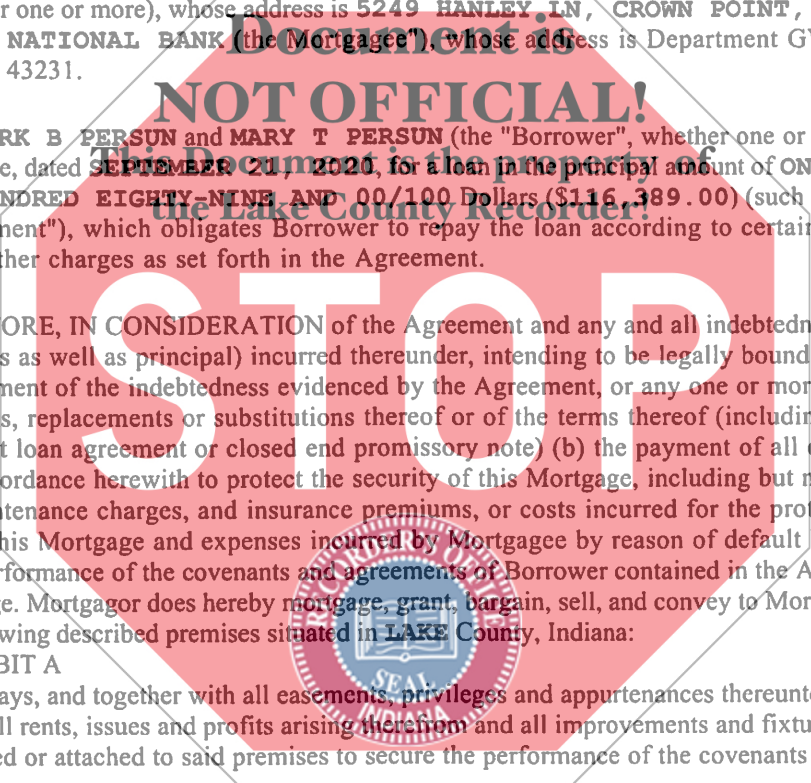 r one or more), whose address is 5249 HANLEY LN, CROWN POINT,
Document is
NATIONAL BANK (the Mortgagee"), whose address is Department G
43231.
NOT OFFICIAL!
RK B PERSUN and MARY T PERSUN (the "Borrower", whether one or
This Document is the property of
e, dated SEPTEMBER 21, 2020, for a loan in the principal amount of ON
the Lake County Recorder!
NDRED EIGHTY-NINE AND 00/100 Dollars ($116,389.00) (such
ment"), which obligates Borrower to repay the loan according to certain
ther charges as set forth in the Agreement.
STOP
ORE, IN CONSIDERATION of the Agreement and any and all indebtedn
s as well as principal) incurred thereunder, intending to be legally bound
ment of the indebtedness evidenced by the Agreement, or any one or mor
s, replacements or substitutions thereof or of the terms thereof (includin
t loan agreement or closed end promissory note) (b) the payment of all
ordance herewith to protect the security of this Mortgage, including but n
ntenance charges, and insurance premiums, or costs incurred for the prot
his Mortgage and expenses incurred by Mortgagee by reason of default
rformance of the covenants and agreements of Borrower contained in the A
ge. Mortgagor does hereby mortgage, grant, bargain, sell, and convey to Mor
wing described premises situated in LAKE County, Indiana:
BIT A
ays, and together with all easements, privileges and appurtenances thereunt
ll rents, issues and profits arising therefrom and all improvements and fixtu
ed or attached to said premises to secure the performance of the covenants
RECORDER'S OFFICE
SEAL
INDIANA